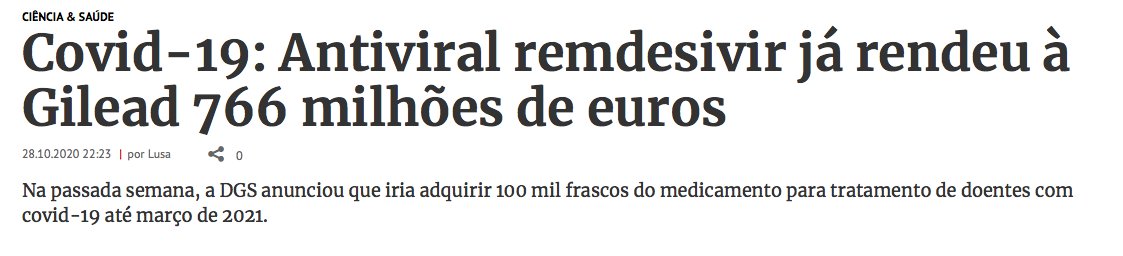 CIÊNCIA & SAÚDE
Covid-19: Antiviral remdesivir já rendeu à
Gilead 766 milhões de euros
28.10.2020 22:23 | por Lusa 0
Na passada semana, a DGS anunciou que iria adquirir 100 mil frascos do medicamento para tratamento de doentes com
covid-19 até março de 2021.